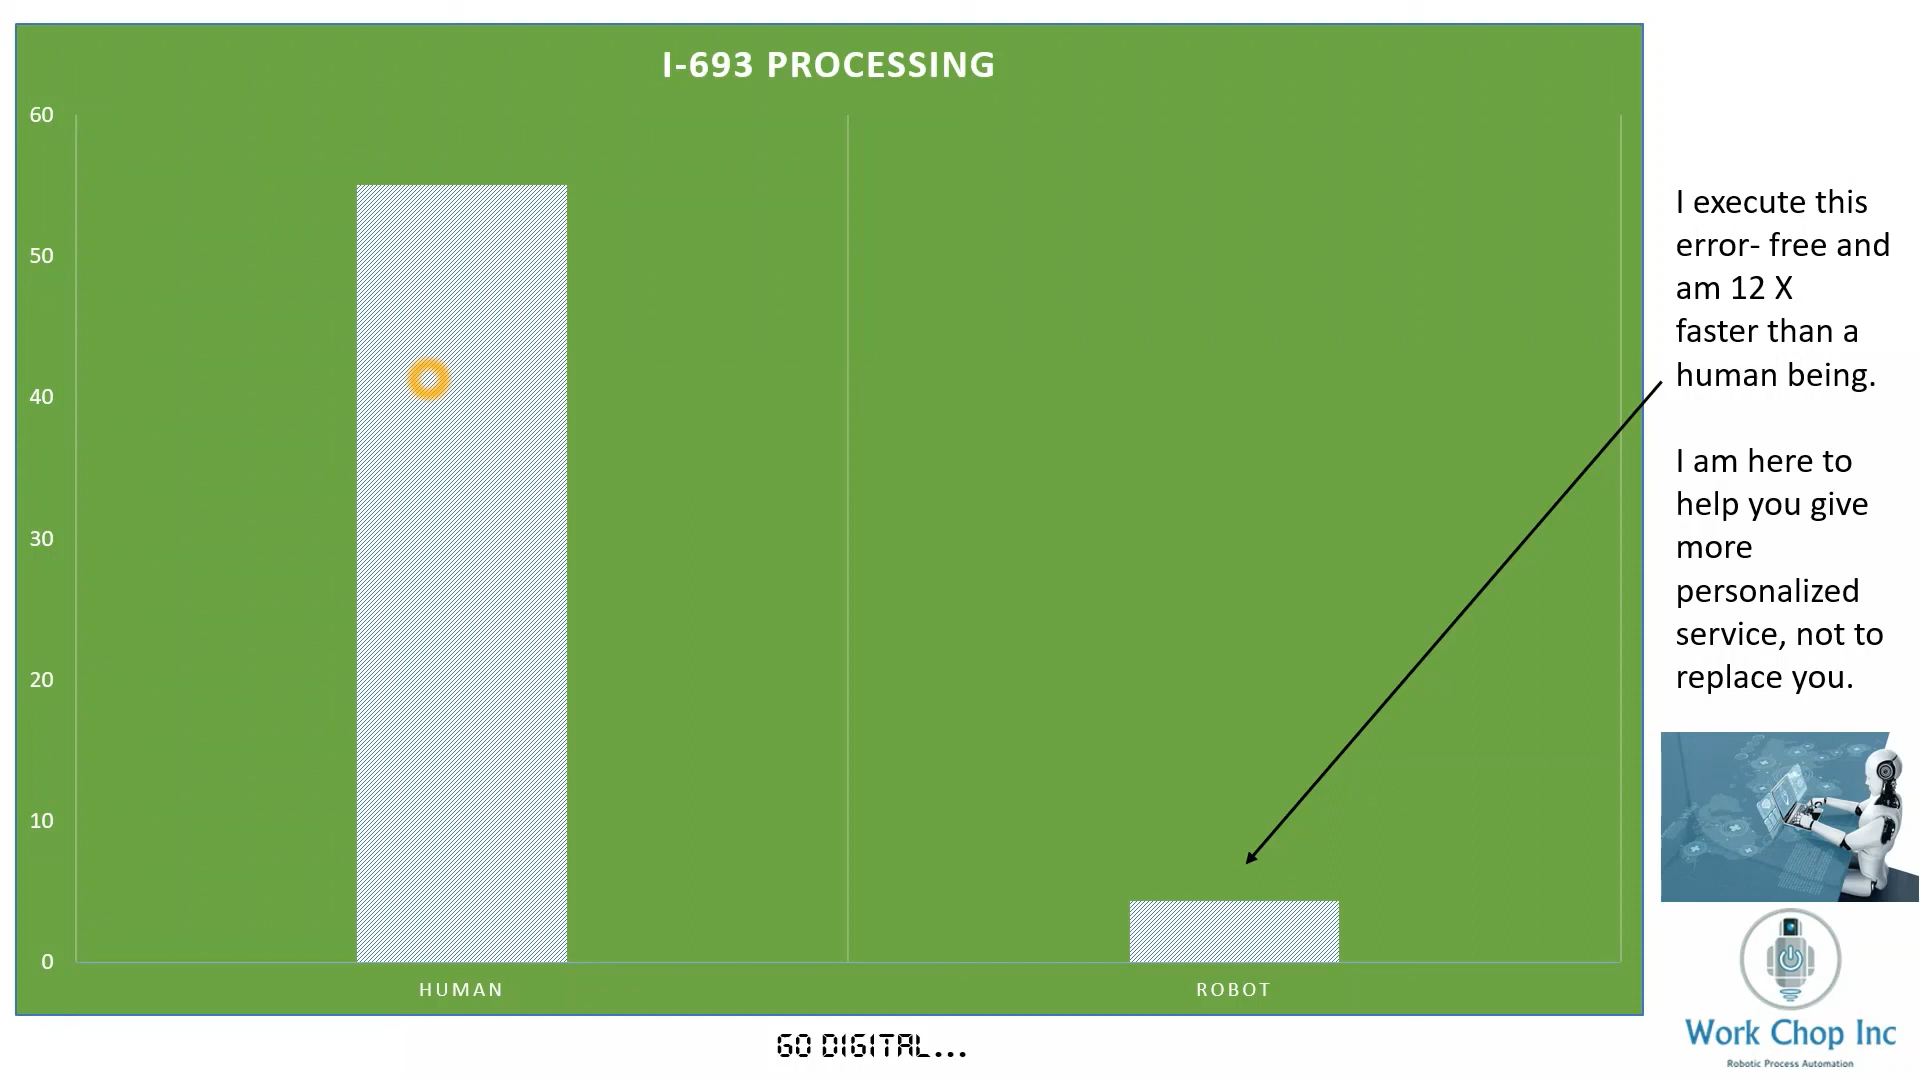 I-693 PROCESSING
60
50
40
30
20
10
0
HUMAN
ROBOT
I execute this
error- free and
am 12 X
faster than a
human being.
I am here to
help you give
more
personalized
service, not to
replace you.
Work Chop Inc
Robotic Process Automation
GO DIGITAL...